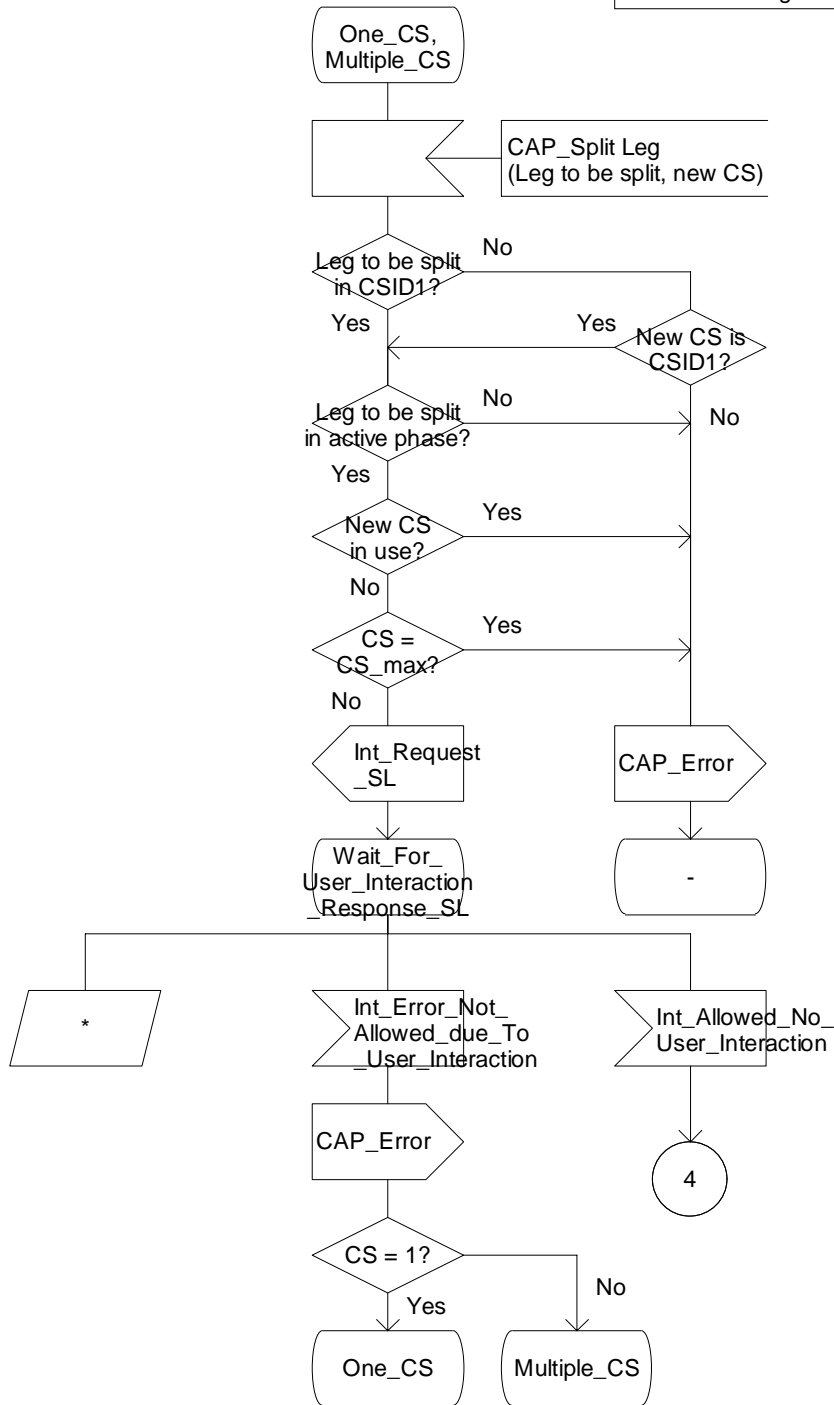 One_CS,
Multiple_CS
CAP_Split Leg
(Leg to be split, new CS)
Leg to be split
in CSID1?
No
Yes
Yes
New CS is
CSID1?
Leg to be split
in active phase?
No
No
Yes
New CS
in use?
Yes
No
CS =
CS_max?
Yes
No
Int_Request
_SL
CAP_Error
Wait_For_
User_Interaction
_Response_SL
-
*
Int_Error_Not_
Allowed_due_To
_User_Interaction
Int_Allowed_No_
User_Interaction
CAP_Error
4
CS = 1?
No
Yes
One_CS
Multiple_CS